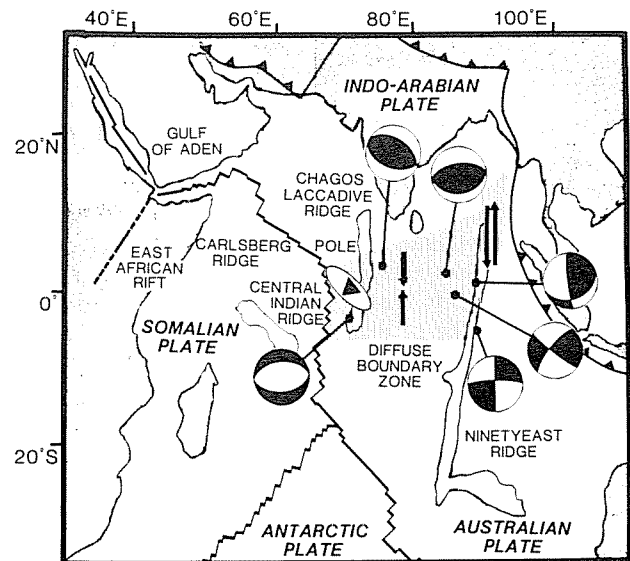 40°E
60°E
80°E
100°E
INDO-ARABIAN
PLATE
20°N
GULF
OF ADEN
CHAGOS
LACCADIVE
RIDGE
CARLSBERG
RIDGE
POLE
EAST
AFRICAN
RIFT
0°
CENTRAL
INDIAN
RIDGE
SOMALIAN
PLATE
DIFFUSE
BOUNDARY
ZONE
NINETYEAST
RIDGE
20°S
ANTARCTIC
PLATE
AUSTRALIAN
PLATE